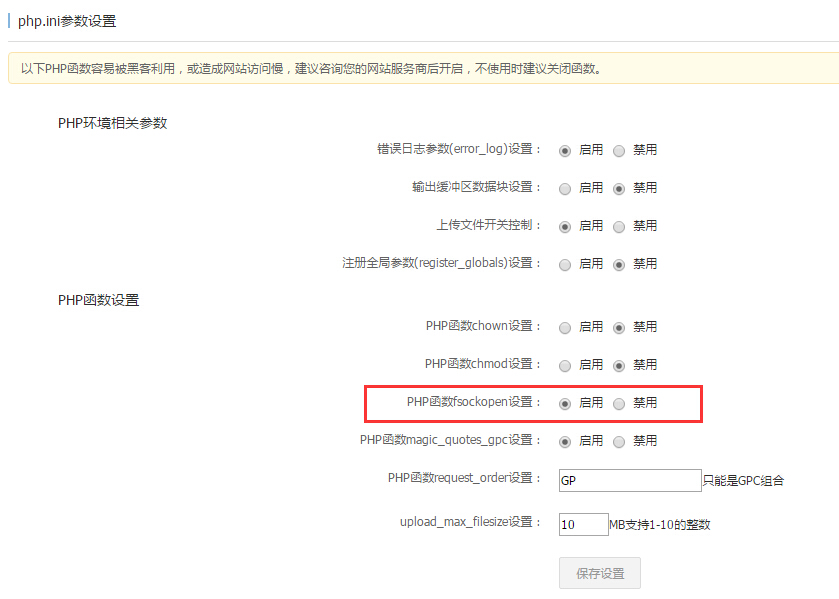 php.ini参数设置
以下PHP函数容易被黑客利用，或造成网站访问慢，建议咨询您的网站服务商后开启，不使用时建议关闭函数。
PHP环境相关参数
错误日志参数(error_log)设置： 启用 禁用
输出缓冲区数据块设置： 启用 禁用
上传文件开关控制： 启用 禁用
注册全局参数(register_globals)设置： 启用 禁用
PHP函数设置
PHP函数chown设置： 启用 禁用
PHP函数chmod设置： 启用 禁用
PHP函数fsockopen设置： 启用 禁用
PHP函数magic_quotes_gpc设置： 启用 禁用
PHP函数request_order设置： GP 只能是GPC组合
upload_max_filesize设置： 10 MB支持1-10的整数
保存设置